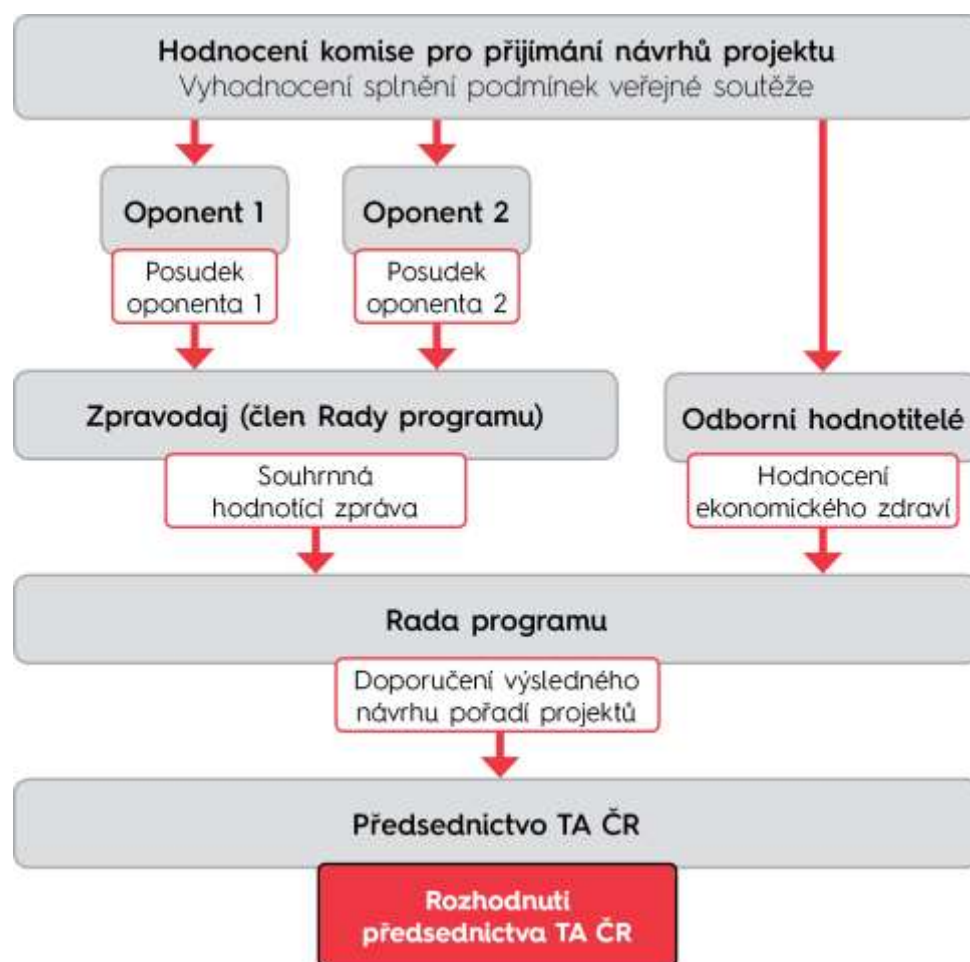 Hodnocení komise pro přijímání návrhů projektu
Vyhodnocení splnění podmínek veřejné soutěže
Oponent 1
Oponent 2
Posudek
oponenta 1
Posudek
oponenta 2
Zpravodaj (člen Rady programu)
Odborní hodnotitelé
Souhrnná
hodnotící zpráva
Hodnocení
ekonomického zdraví
Rada programu
Doporučení výsledného
návrhu pořadí projektů
Předsednictvo TA ČR
Rozhodnutí
předsednictva TA ČR